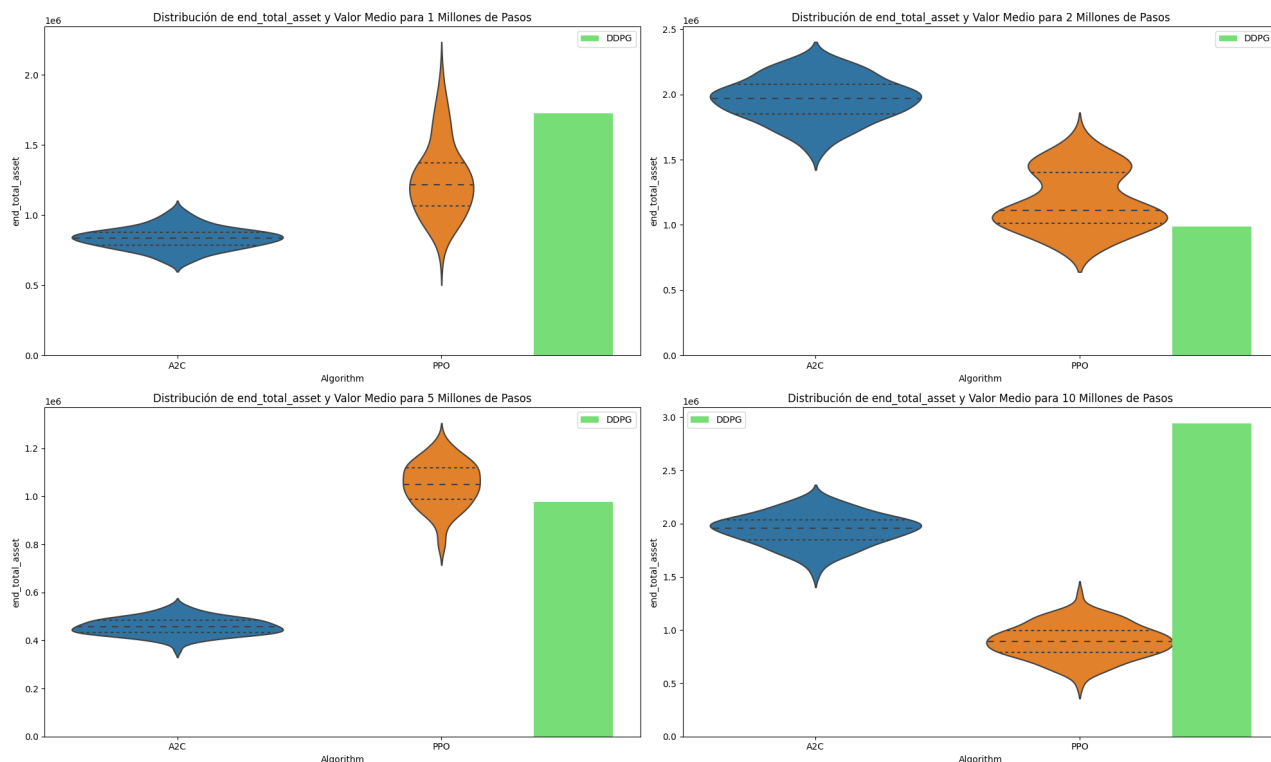 Distribución de end_total_asset y Valor Medio para 1 Millones de Pasos
1e6
DDPG
2.0
1.5
1.0
0.5
0.0
end_total_asset
A2C
PPO
Algorithm
Distribución de end_total_asset y Valor Medio para 2 Millones de Pasos
1e6
DDPG
2.5
2.0
1.5
1.0
0.5
0.0
end_total_asset
A2C
PPO
Algorithm
Distribución de end_total_asset y Valor Medio para 5 Millones de Pasos
1e6
DDPG
1.2
1.0
0.8
0.6
0.4
0.2
0.0
end_total_asset
A2C
PPO
Algorithm
Distribución de end_total_asset y Valor Medio para 10 Millones de Pasos
1e6
DDPG
3.0
2.5
2.0
1.5
1.0
0.5
0.0
end_total_asset
A2C
PPO
Algorithm